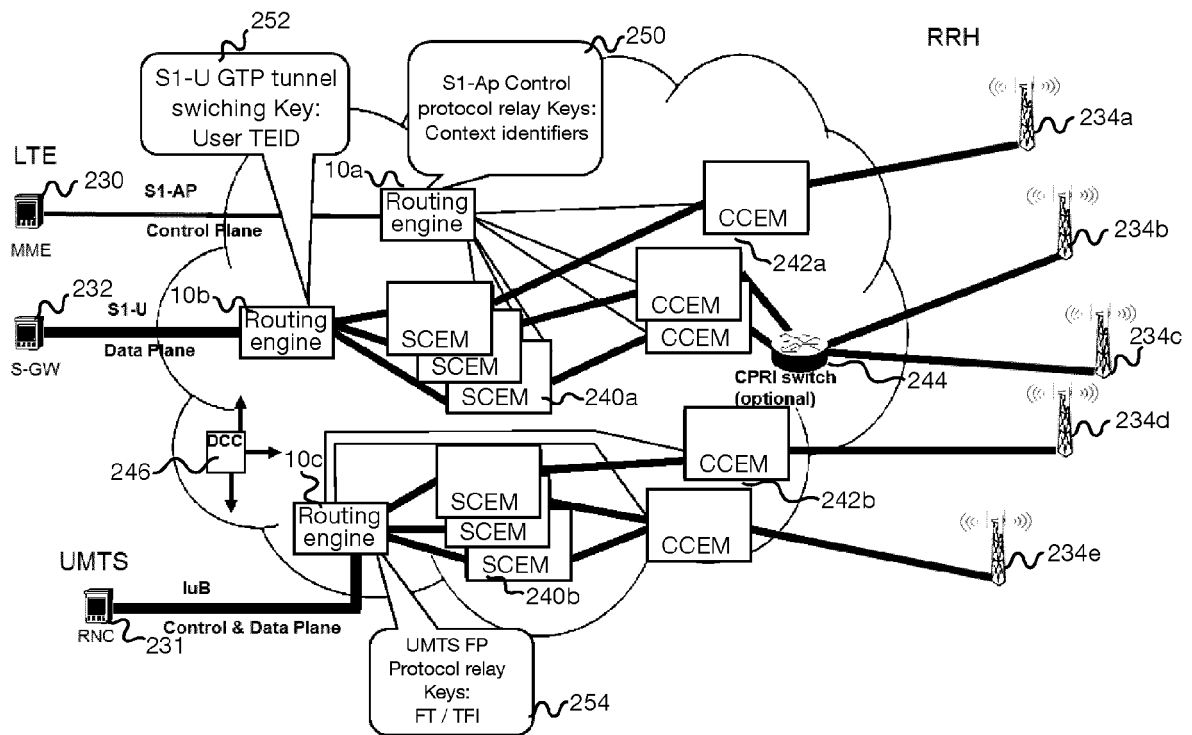 252
250
RRH
S1-U GTP tunnel
swiching Key:
User TEID
S1-Ap Control
protocol relay Keys:
Context identifiers
234a
LTE
230
S1-AP
10a
Routing
engine
CCEM
MME
Control Plane
242a
234b
232
10b
S1-U
Routing
engine
SCEM
SCEM
SCEM
CCEM
CCEM
234c
S-GW
Data Plane
240a
CPRI switch
(optional)
244
234d
DCC
246
10c
CCEM
242b
Routing
engine
SCEM
SCEM
SCEM
CCEM
234e
UMTS
240b
IuB
RNC
231
Control & Data Plane
UMTS FP
Protocol relay
Keys:
FT / TFI
254